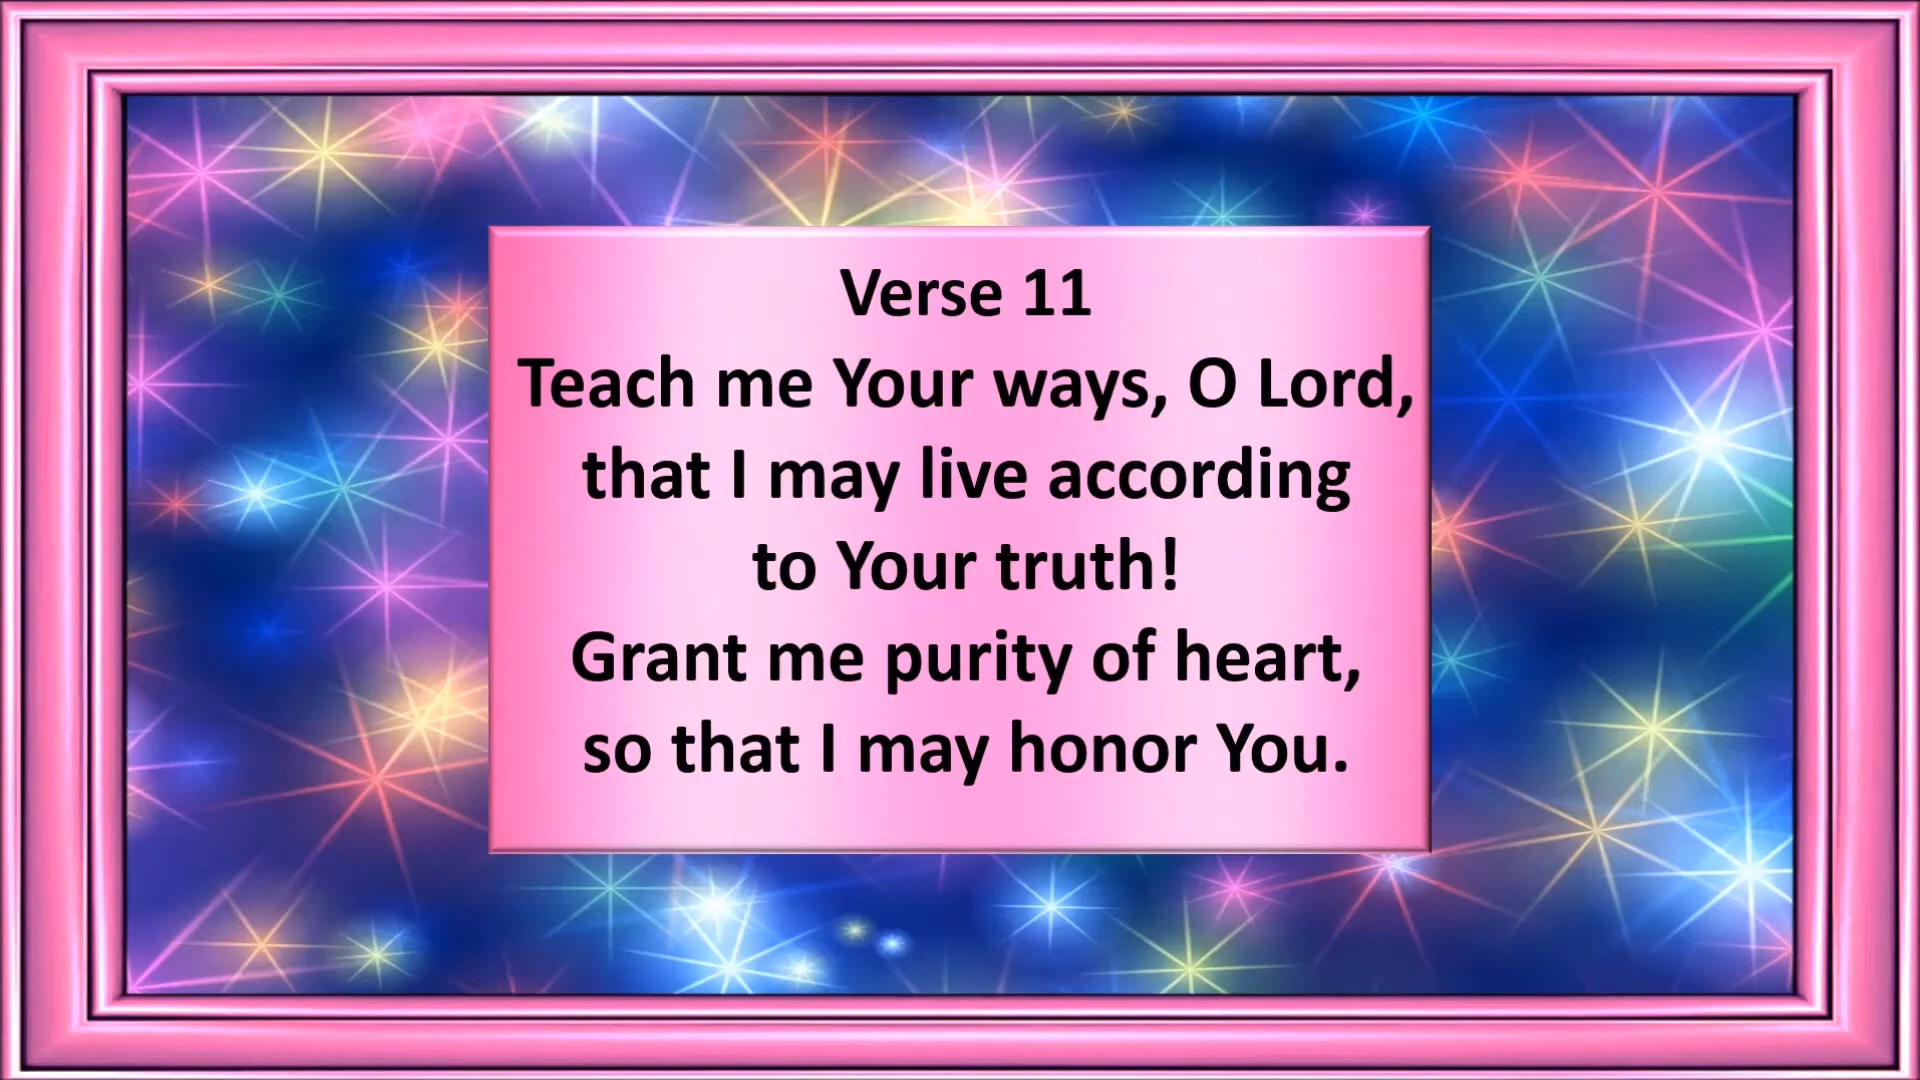 Verse 11
Teach me Your ways, O Lord,
that I may live according
to Your truth!
Grant me purity of heart,
so that I may honor You.